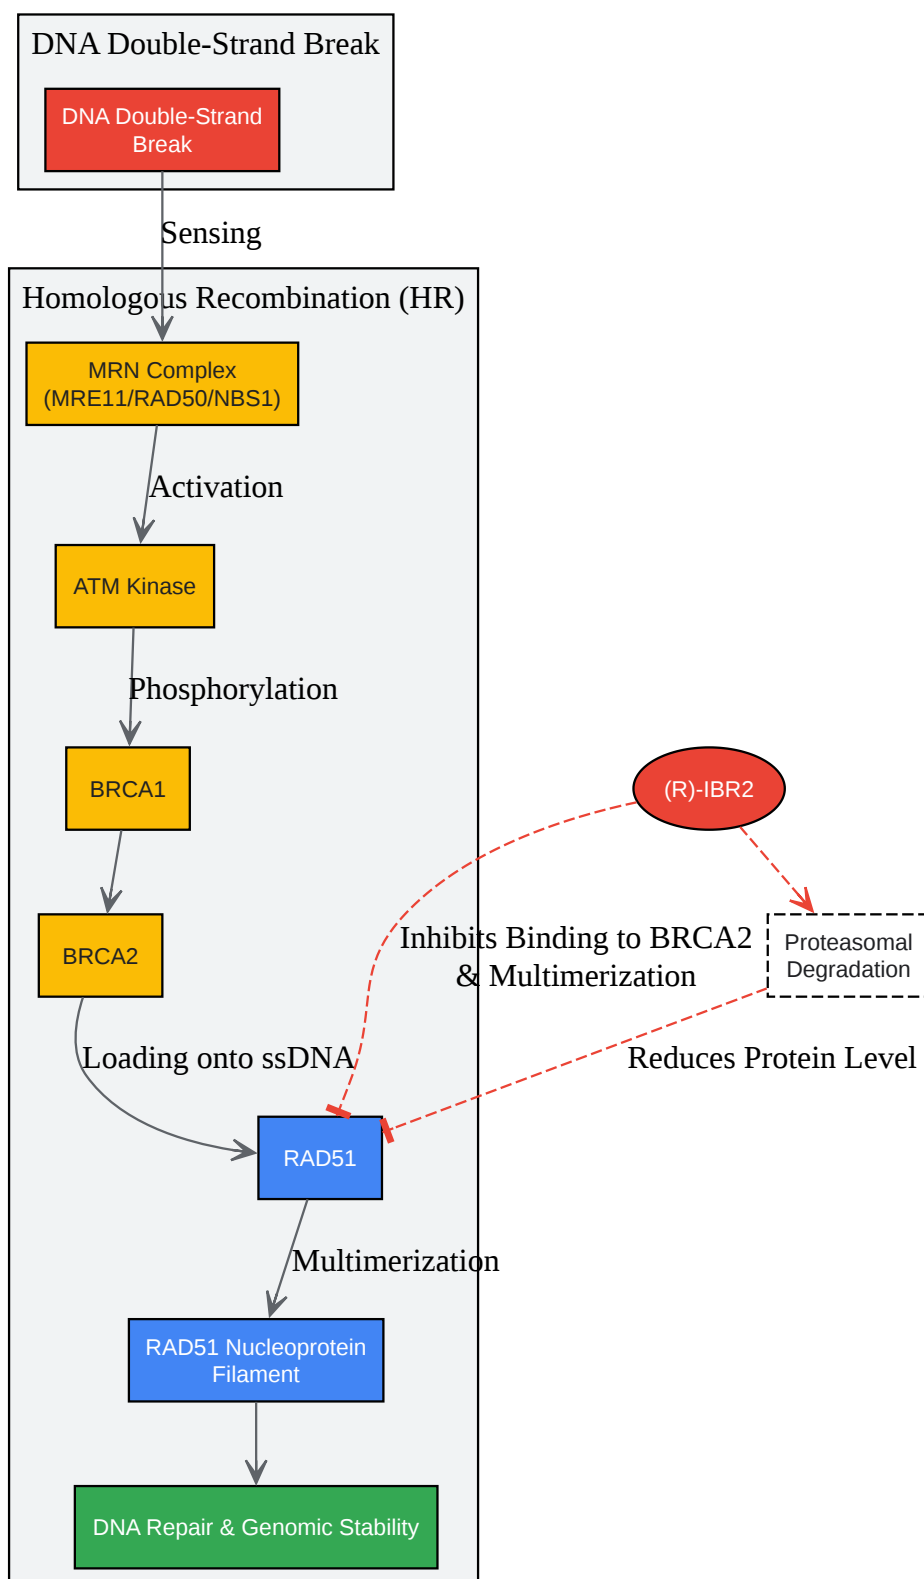 DNA Double-Strand Break
DNA Double-Strand
Break
Sensing
Homologous Recombination (HR)
MRN Complex
(MRE11/RAD50/NBS1)
Activation
ATM Kinase
Phosphorylation
BRCA1
(R)-IBR2
BRCA2
Inhibits Binding to BRCA2
& Multimerization
Proteasomal
Degradation
Loading onto ssDNA
Reduces Protein Level
RAD51
Multimerization
RAD51 Nucleoprotein
Filament
DNA Repair & Genomic Stability